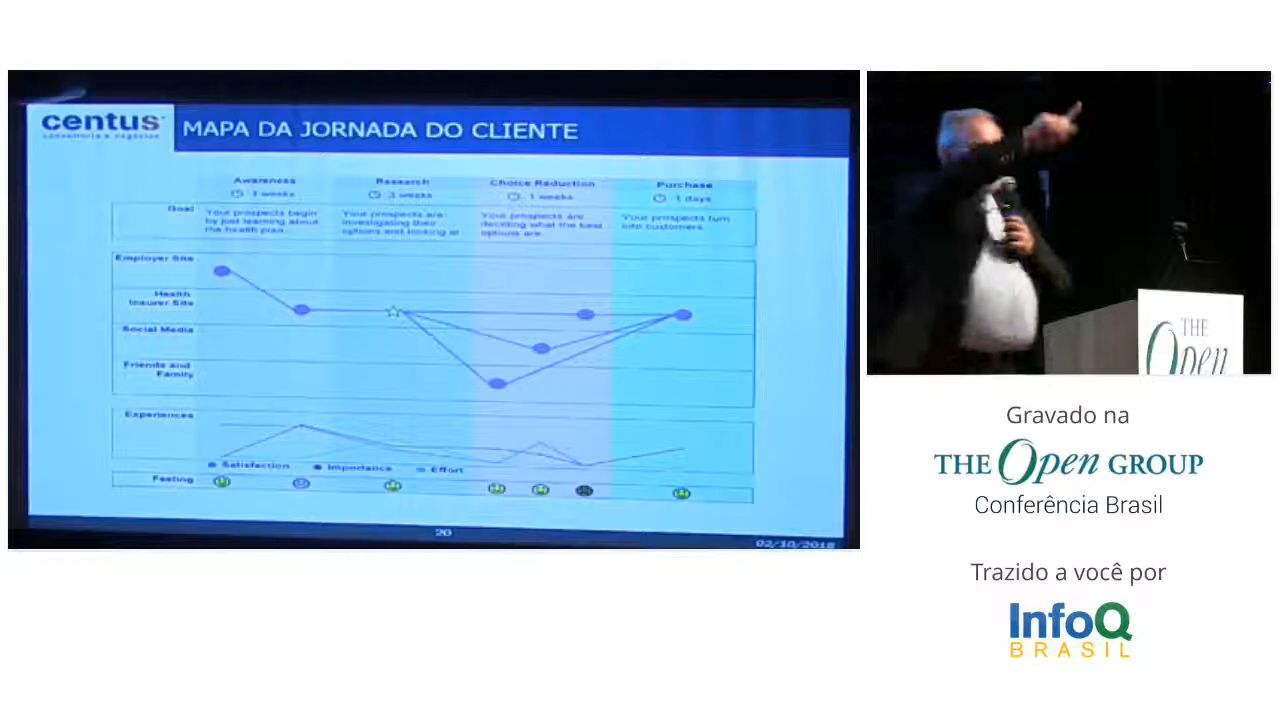 centus
consultoria e negócios
MAPA DA JORNADA DO CLIENTE
Awareness
Research
3 weeks
Choice Reduction
1 weeks
Purchase
1 days
Goal
Your prospects begin
by just learning about
the health plan
Your prospects are
investigating their
options and looking at
Your prospects are
deciding what the best
options are
Your prospects turn
into customers
Employer Site
Health
Insurer Site
Social Media
Friends and
Family
Experiences
Satisfaction
Importance
Effort
Feeling
20
02/10/2018
THE
Open
Gravado na
THE Open GROUP
Conferência Brasil
Trazido a você por
InfoQ
BRASIL